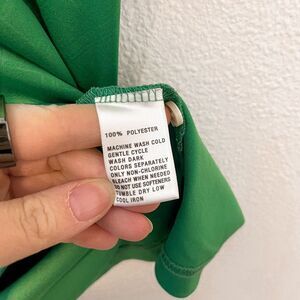 100% POLYESTER
MACHINE WASH COLD
GENTLE CYCLE
WASH DARK
COLORS SEPARATELY
ONLY NON-CHLORINE
BLEACH WHEN NEEDED
DO NOT USE SOFTENERS
TUMBLE DRY LOW
COOL IRON